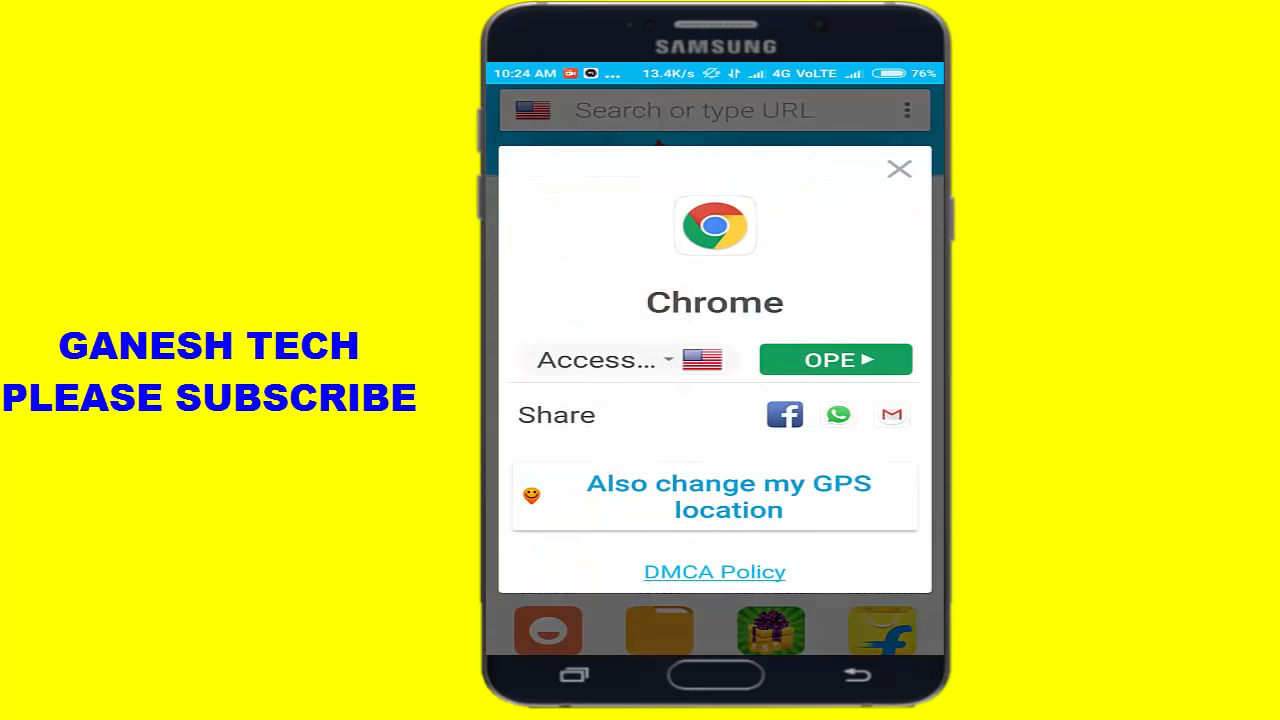 SAMSUNG
10:24 AM ... 13.4K/s 4G VoLTE 76%
Search or type URL
Chrome
Access... OPE
Share
Also change my GPS
location
DMCA Policy
GANESH TECH
PLEASE SUBSCRIBE